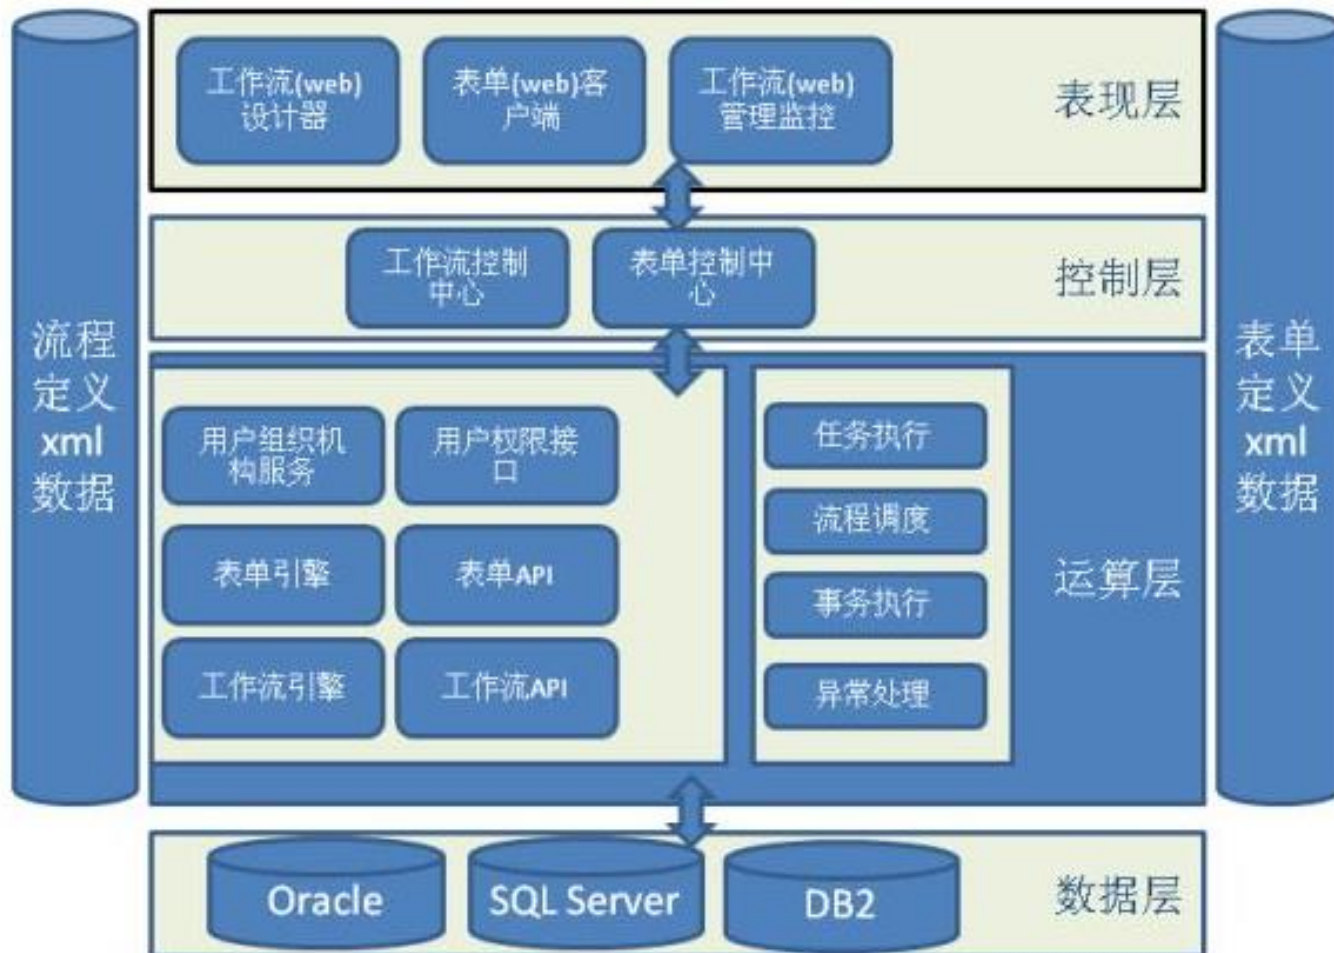 流程
定义
xml
数据
工作流(web)
设计器
表单(web)客
户端
工作流(web)
管理监控
表现层
工作流控制
中心
表单控制中
心
控制层
用户组织机
构服务
用户权限接
口
表单引擎
表单API
工作流引擎
工作流API
任务执行
流程调度
事务执行
异常处理
运算层
Oracle
SQL Server
DB2
数据层
表单
定义
xml
数据